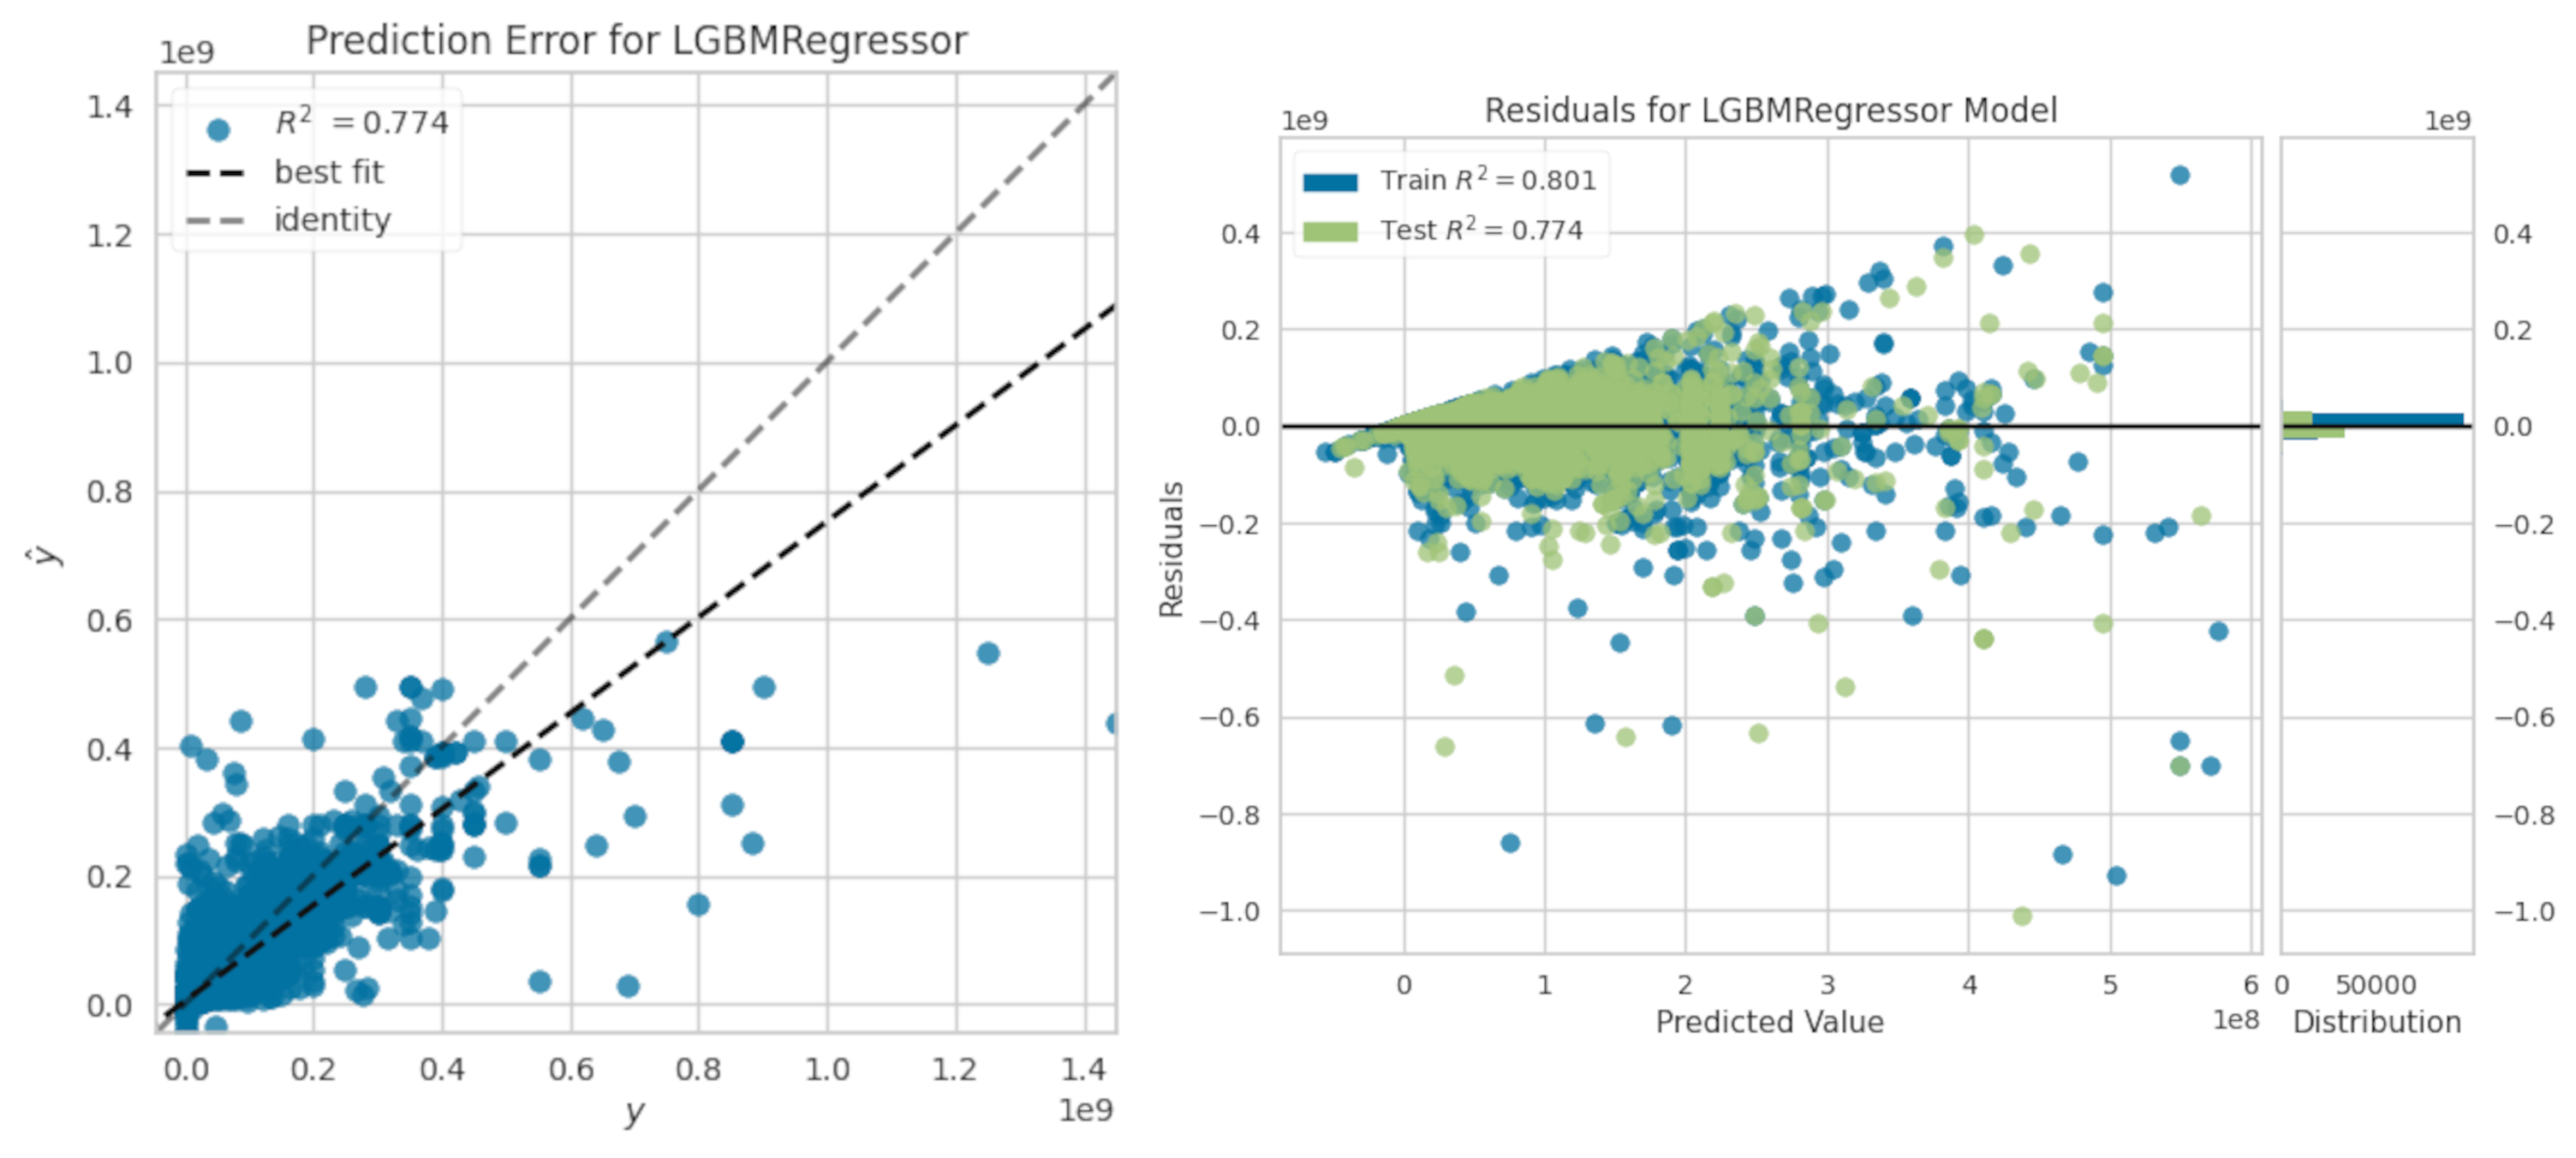 Prediction Error for LGBMRegressor
1e9
1.4
1.2
1.0
0.8
0.6
0.4
0.2
0.0
ŷ
R² = 0.774
best fit
identity
0.0 0.2 0.4 0.6 0.8 1.0 1.2 1.4
y
1e9
Residuals for LGBMRegressor Model
1e9
Train R² = 0.801
Test R² = 0.774
0.4
0.2
0.0
−0.2
−0.4
−0.6
−0.8
−1.0
Residuals
0 1 2 3 4 5 6
Predicted Value
1e8
1e9
0.4
0.2
0.0
−0.2
−0.4
−0.6
−0.8
−1.0
0 50000
Distribution